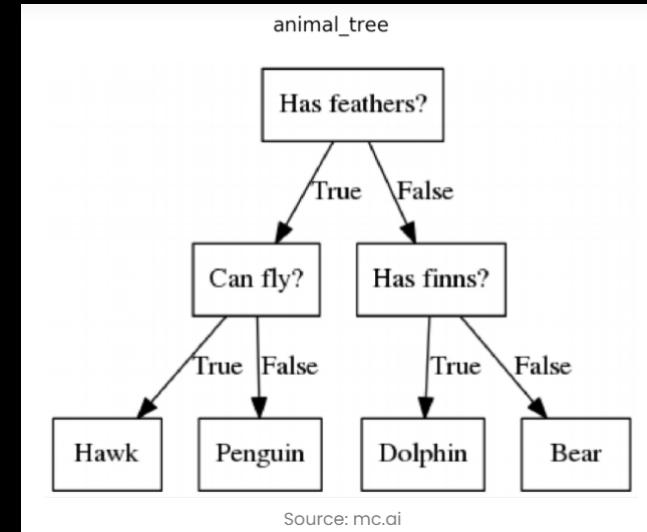 animal_tree
Has feathers?
True False
Can fly? Has finns?
True False True False
Hawk Penguin Dolphin Bear
Source: mc.ai